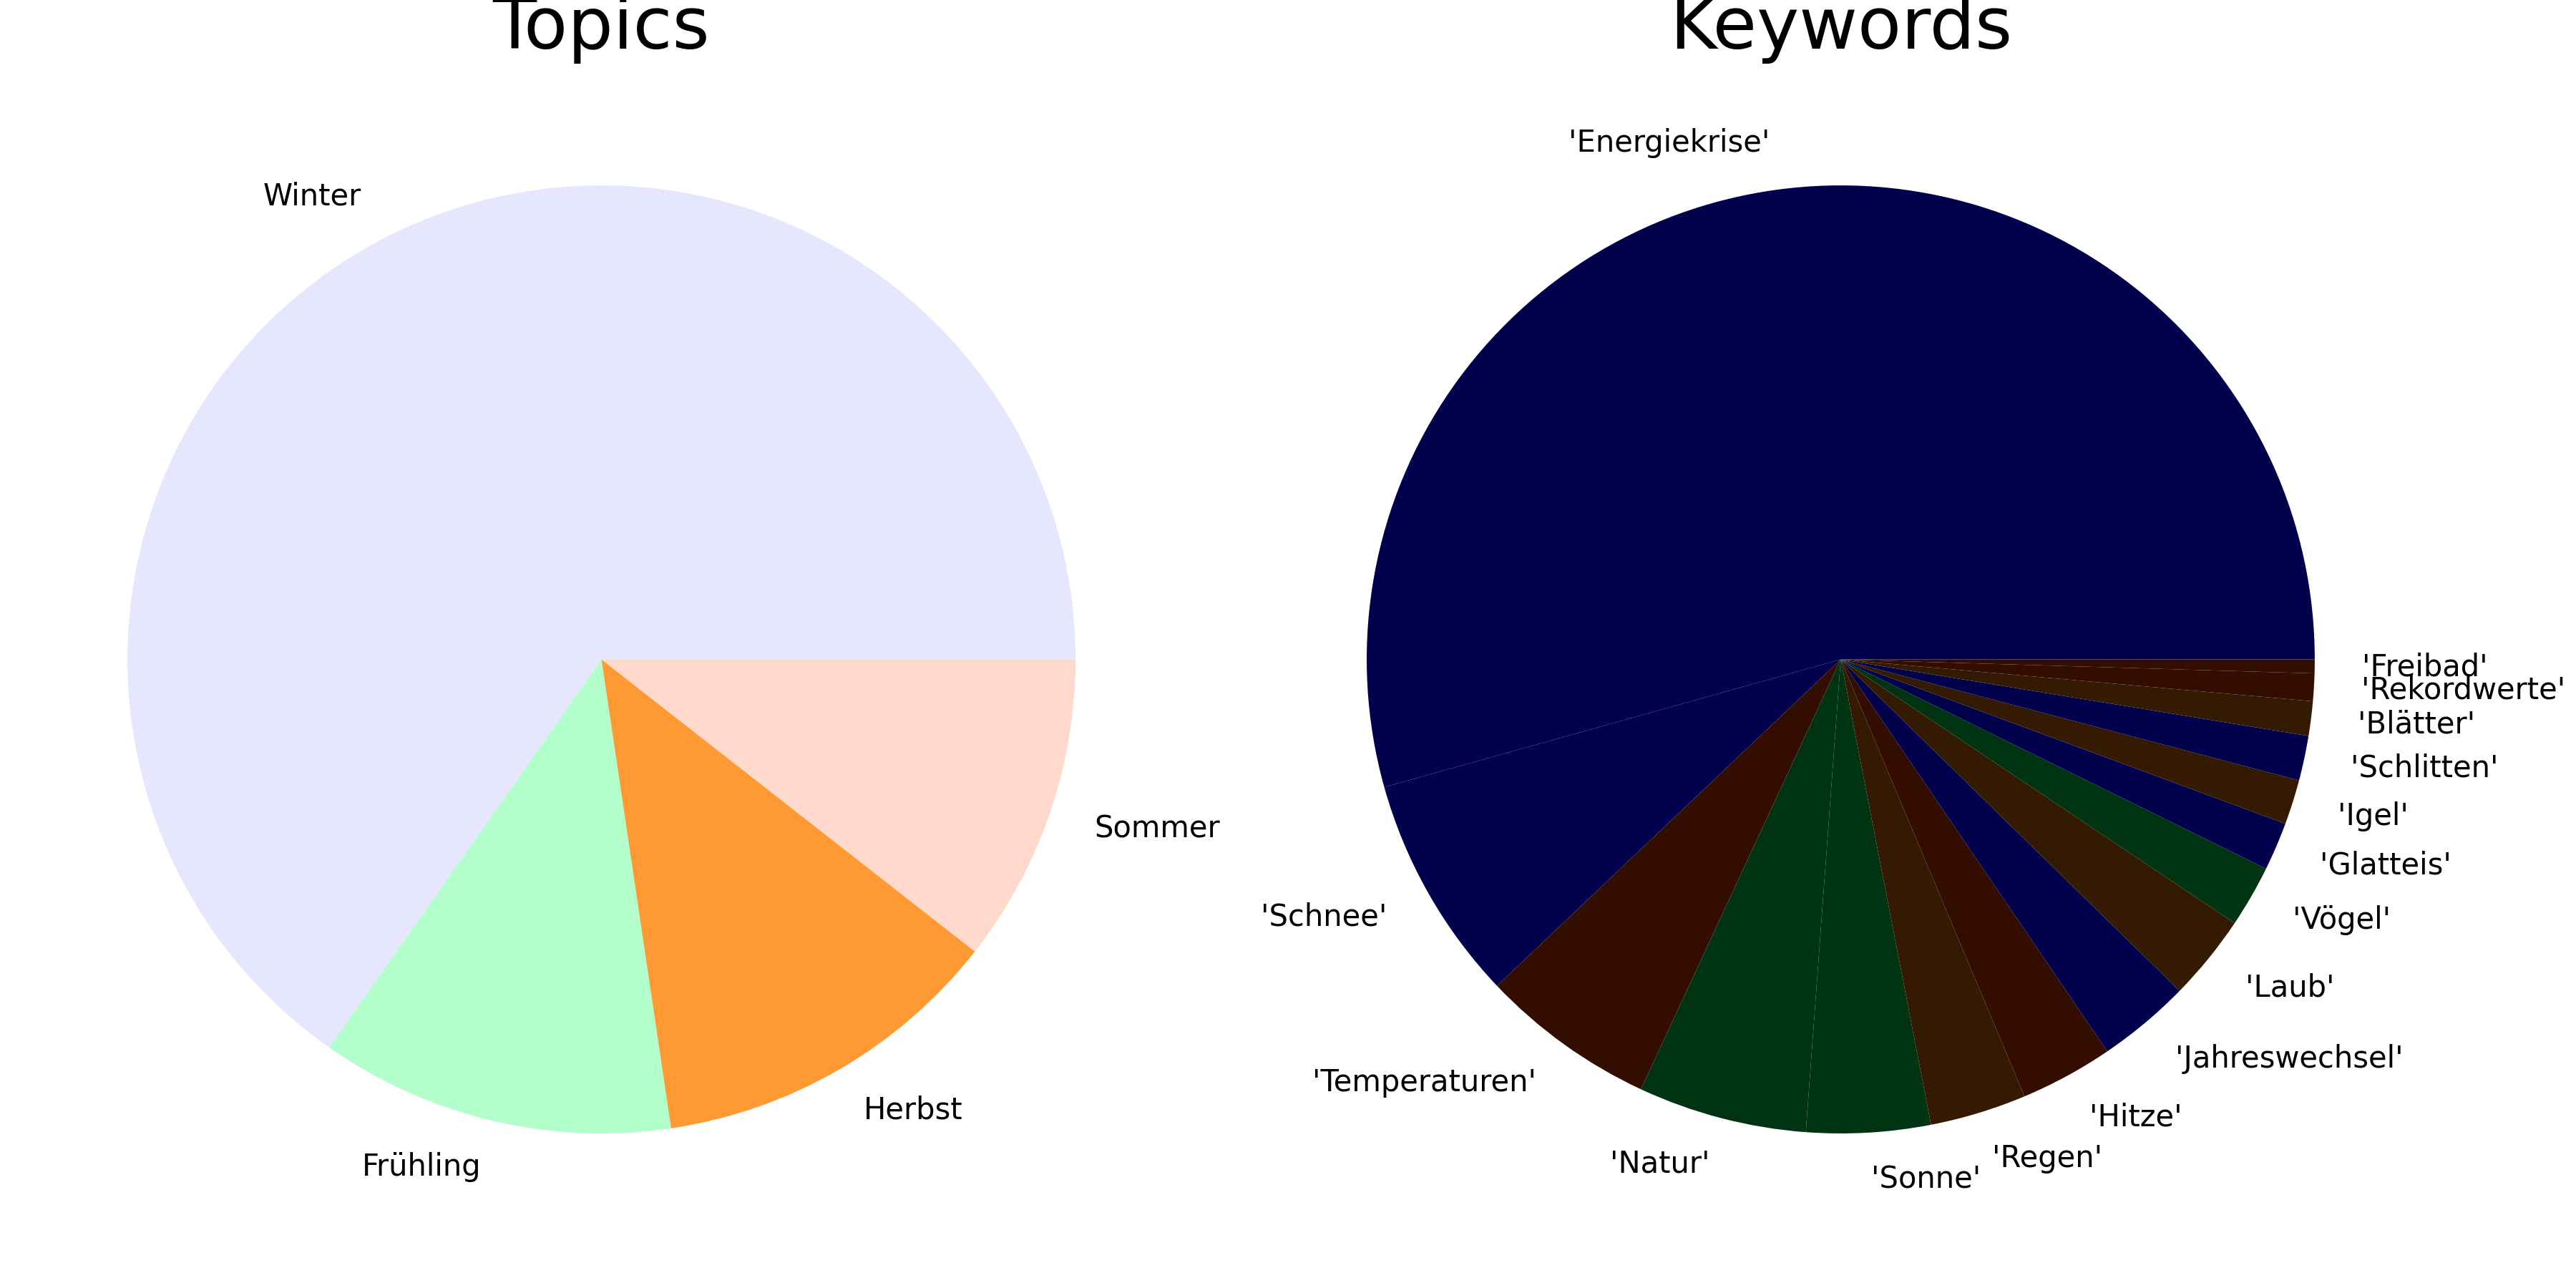 Topics
Winter
Sommer
Herbst
Frühling
Keywords
'Energiekrise'
'Freibad'
'Rekordwerte'
'Blätter'
'Schlitten'
'Igel'
'Glatteis'
'Vögel'
'Laub'
'Jahreswechsel'
'Hitze'
'Regen'
'Sonne'
'Natur'
'Temperaturen'
'Schnee'